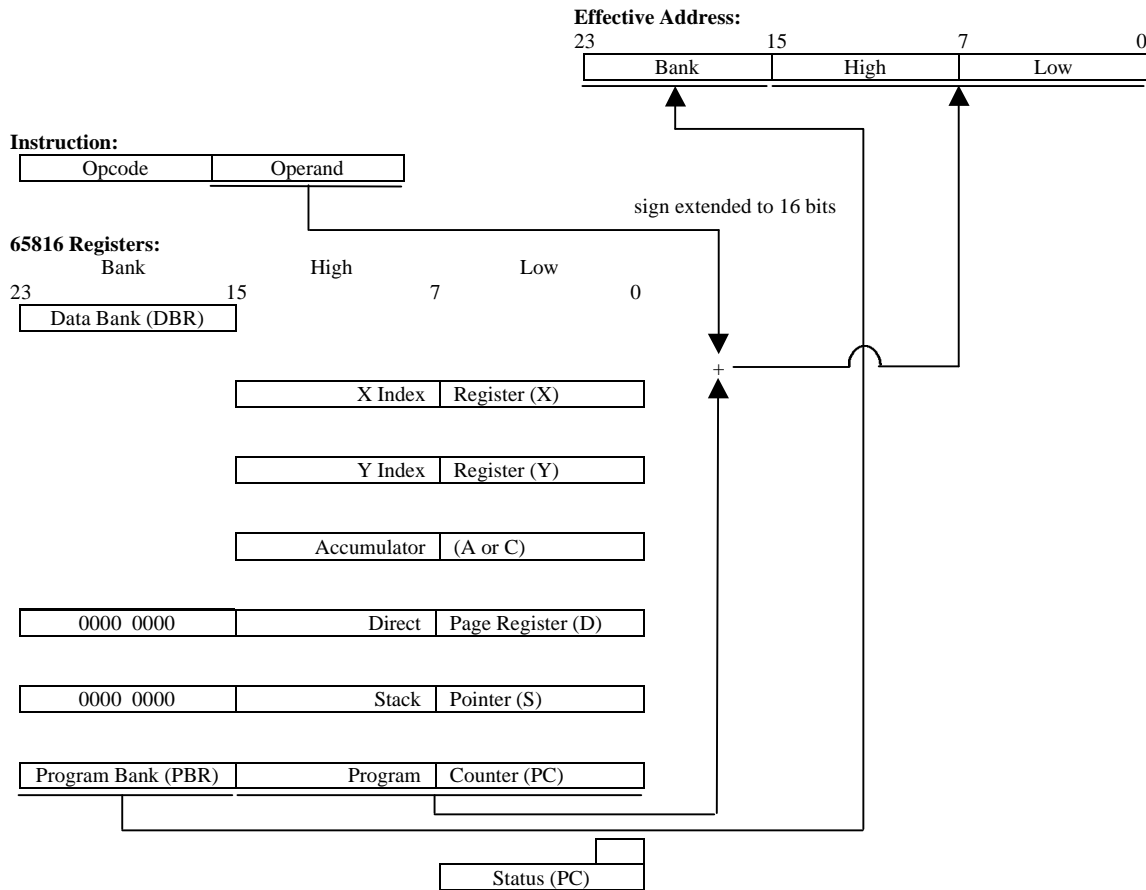 Effective Address:
23 15 7 0
Bank High Low
Instruction:
Opcode Operand
sign extended to 16 bits
65816 Registers:
Bank High Low
23 15 7 0
Data Bank (DBR)
+
X Index Register (X)
Y Index Register (Y)
Accumulator (A or C)
0000 0000 Direct Page Register (D)
0000 0000 Stack Pointer (S)
Program Bank (PBR) Program Counter (PC)
Status (PC)